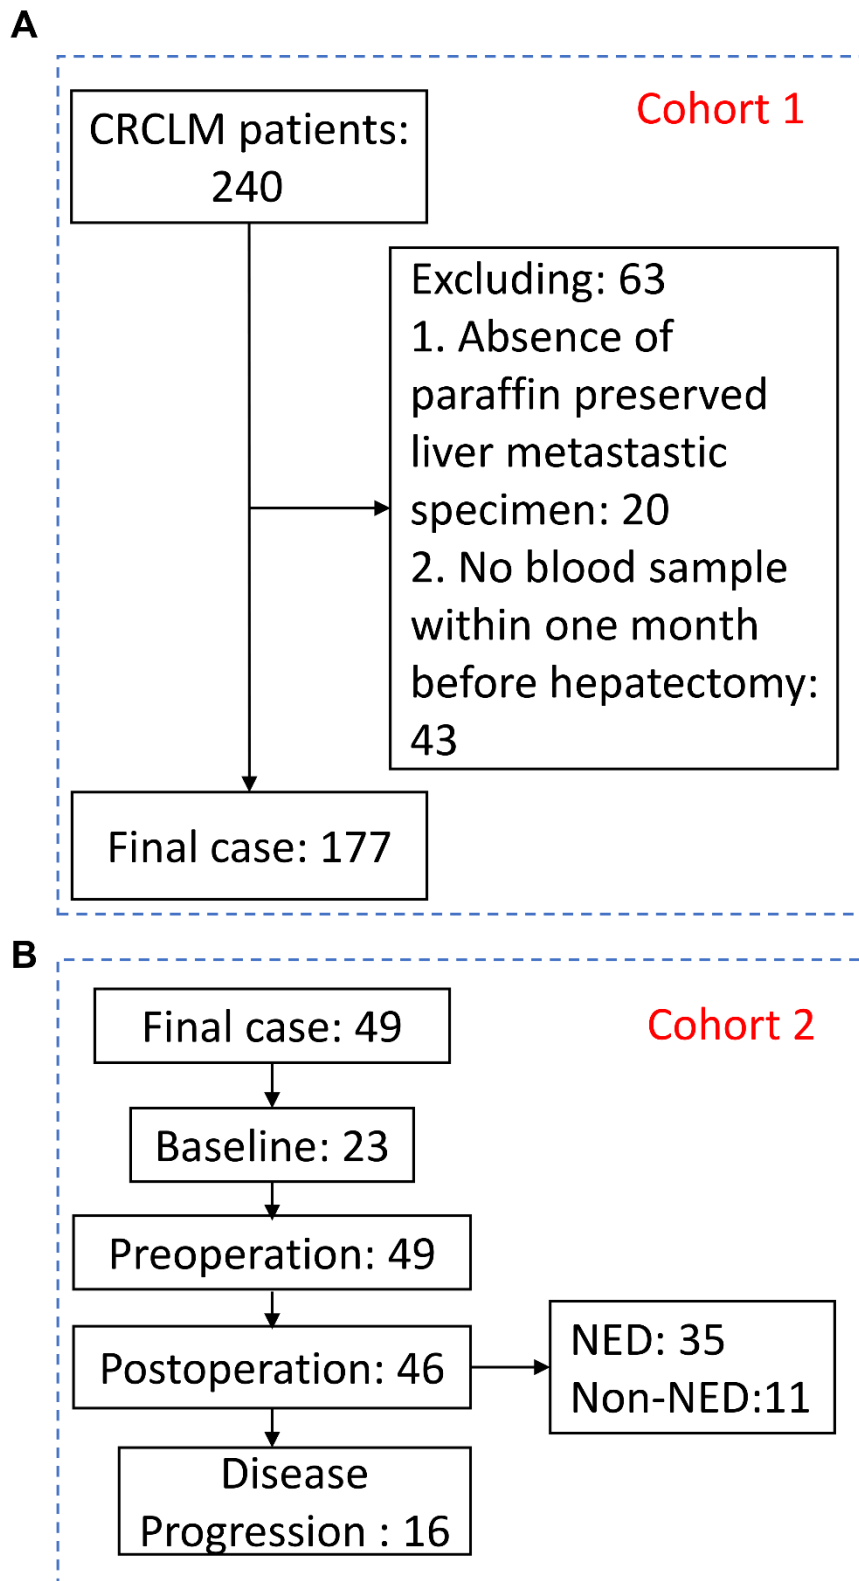 A
Cohort 1
CRCLM patients:
240
Excluding: 63
1. Absence of
paraffin preserved
liver metastastic
specimen: 20
2. No blood sample
within one month
before hepatectomy:
43
Final case: 177
B
Cohort 2
Final case: 49
Baseline: 23
Preoperation: 49
Postoperation: 46
NED: 35
Non-NED:11
Disease
Progression : 16